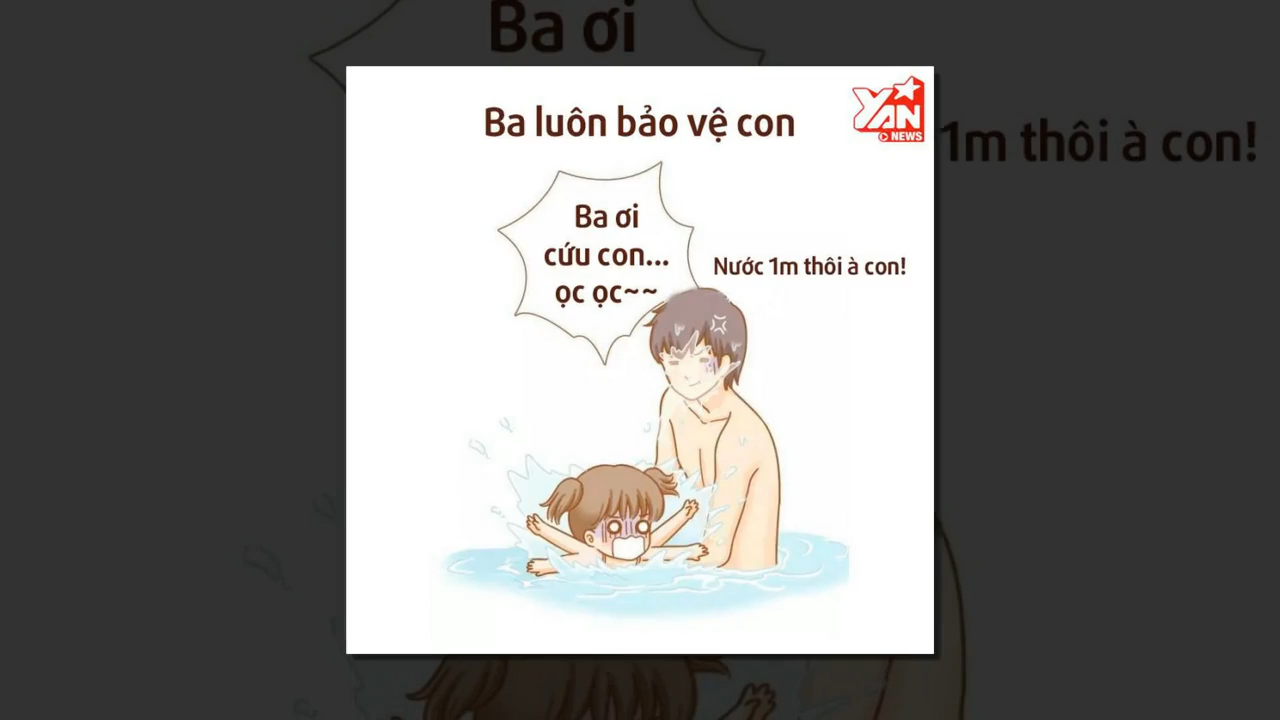 Ba ơi
Ba luôn bảo vệ con
YAN
NEWS
1m thôi à con!
Ba ơi
cứu con...
ọc ọc~~
Nước 1m thôi à con!